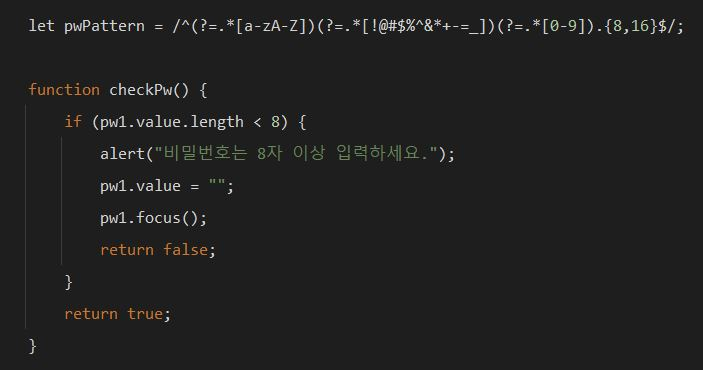 let pwPattern = /^(?=.*[a-zA-Z])(?=.*[!@#$%^&*+-=_])(?=.*[0-9]).{8,16}$/;
function checkPw() {
if (pw1.value.length < 8) {
alert("비밀번호는 8자 이상 입력하세요.");
pw1.value = "";
pw1.focus();
return false;
}
return true;
}